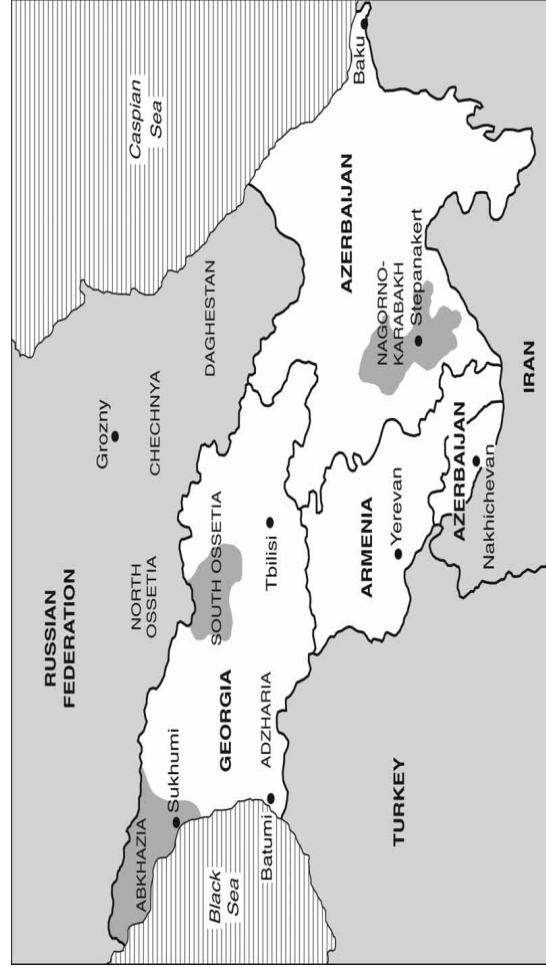 RUSSIAN
FEDERATION
Caspian
Sea
Grozny
CHECHNYA
NORTH
OSSETIA
DAGHESTAN
ABKHAZIA
Sukhumi
SOUTH OSSETIA
GEORGIA
Tbilisi
Black
Sea
Batumi
ADZHARIA
Baku
AZERBAIJAN
NAGORNO-
KARABAKH
Stepanakert
ARMENIA
Yerevan
TURKEY
AZERBAIJAN
Nakhichevan
IRAN